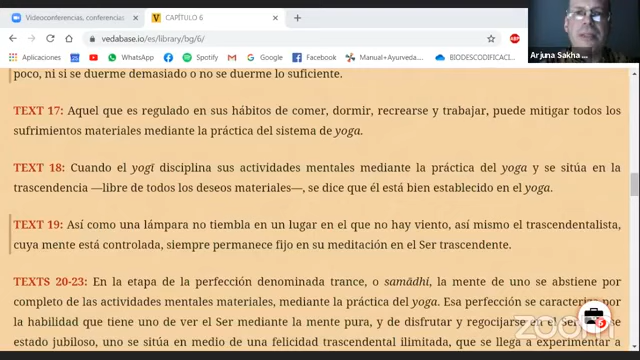 Videoconferencias, conferencias
CAPÍTULO 6
vedabase.io/es/library/bg/6/
Aplicaciones
WhatsApp
Spotify
Google
Facebook
Manual+Ayurveda...
BIODESCODIFICACI...
Arjuna Sakha ...
poco, ni si se duerme demasiado o no se duerme lo suficiente.
TEXT 17: Aquel que es regulado en sus hábitos de comer, dormir, recrearse y trabajar, puede mitigar todos los
sufrimientos materiales mediante la práctica del sistema de yoga.
TEXT 18: Cuando el yogī disciplina sus actividades mentales mediante la práctica del yoga y se sitúa en la
trascendencia —libre de todos los deseos materiales—, se dice que él está bien establecido en el yoga.
TEXT 19: Así como una lámpara no tiembla en un lugar en el que no hay viento, así mismo el trascendentalista,
cuya mente está controlada, siempre permanece fijo en su meditación en el Ser trascendente.
TEXTS 20-23: En la etapa de la perfección denominada trance, o samādhi, la mente de uno se abstiene por
completo de las actividades mentales materiales, mediante la práctica del yoga. Esa perfección se caracteriza por
la habilidad que tiene uno de ver el Ser mediante la mente pura, y de disfrutar y regocijarse en el Ser
estado jubiloso, uno se sitúa en medio de una felicidad trascendental ilimitada, que se llega a experimentar a
zoom